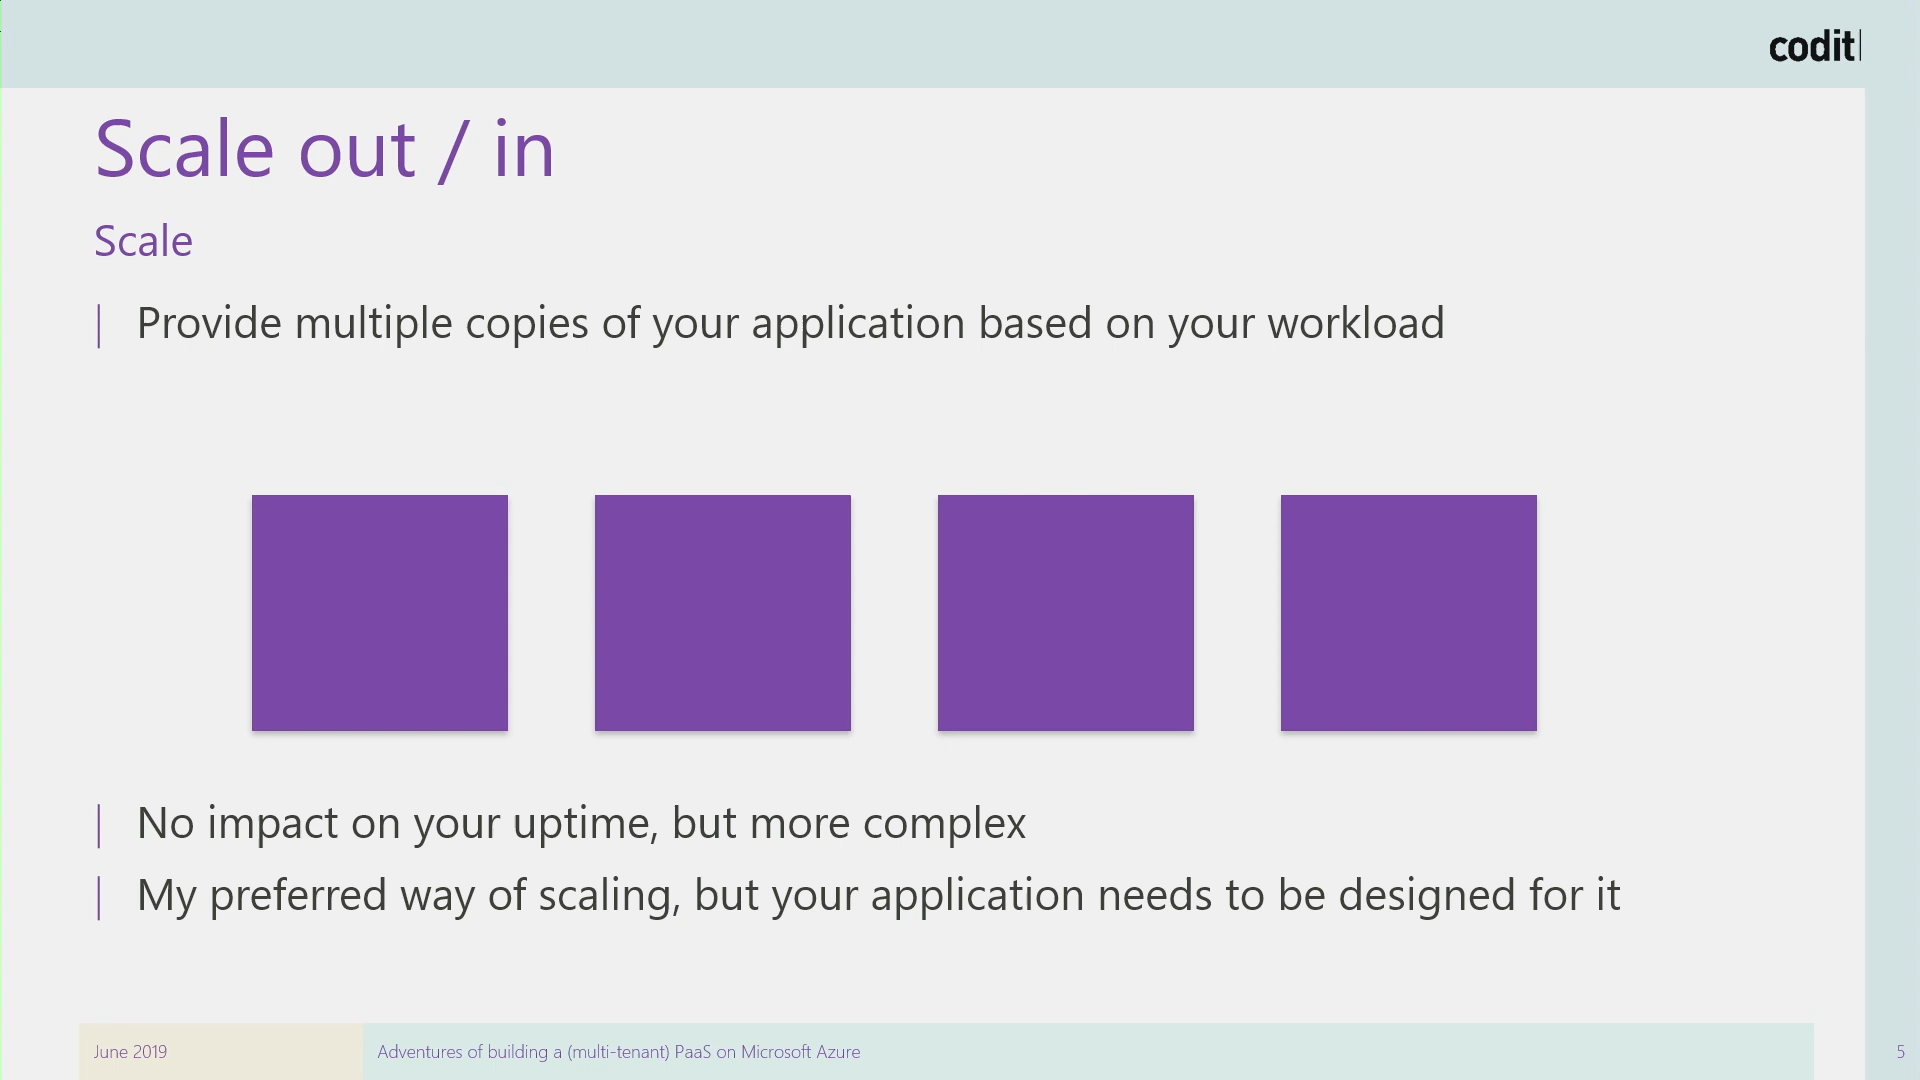 codit
Scale out / in
Scale
Provide multiple copies of your application based on your workload
No impact on your uptime, but more complex
My preferred way of scaling, but your application needs to be designed for it
June 2019
Adventures of building a (multi-tenant) PaaS on Microsoft Azure
5